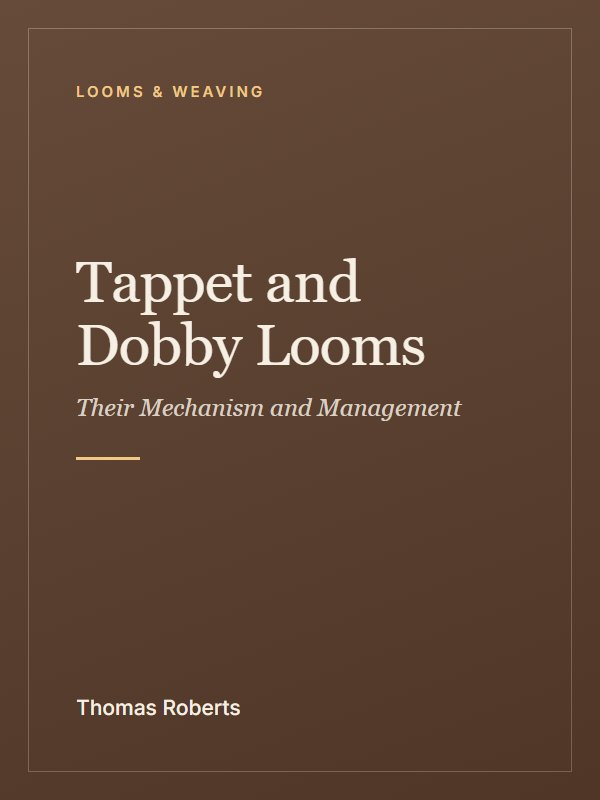 LOOMS & WEAVING
Tappet and
Dobby Looms
Their Mechanism and Management
Thomas Roberts